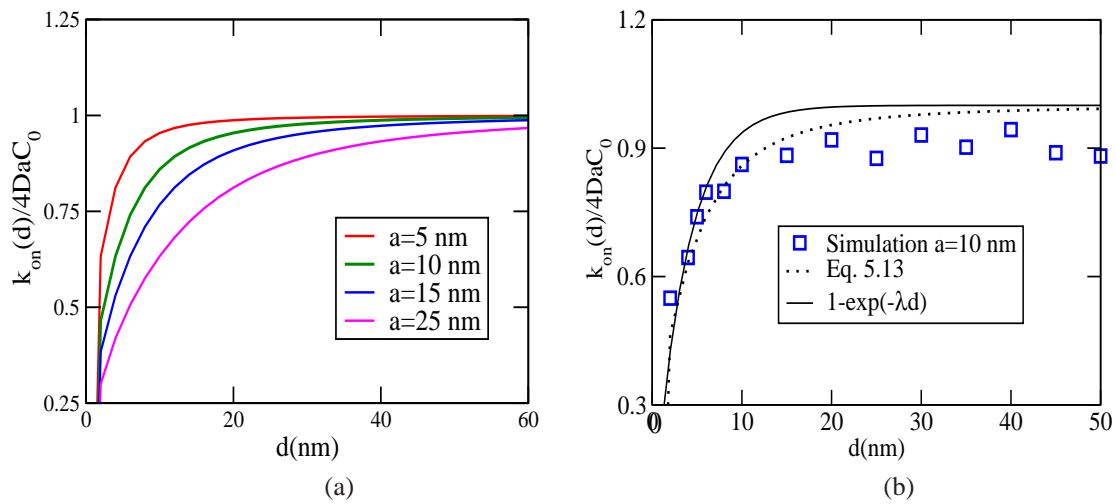 1.25
1
0.75
0.5
0.25
k_on(d)/4DaC_0
a=5 nm
a=10 nm
a=15 nm
a=25 nm
0
20
40
60
d(nm)
(a)
1.2
0.9
0.6
0.3
k_on(d)/4DaC_0
Simulation a=10 nm
Eq. 5.13
1-exp(-λd)
0
0
10
20
30
40
50
d(nm)
(b)